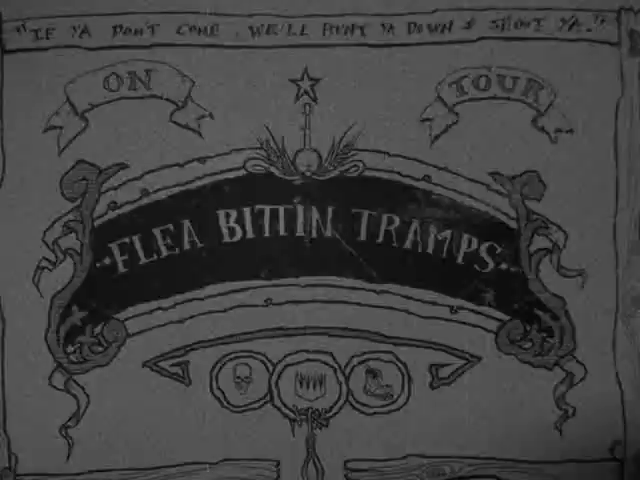 "IF YA DON'T COME, WE'LL HUNT YA DOWN & SHOOT YA."
ON TOUR
FLEA BITTIN TRAMPS